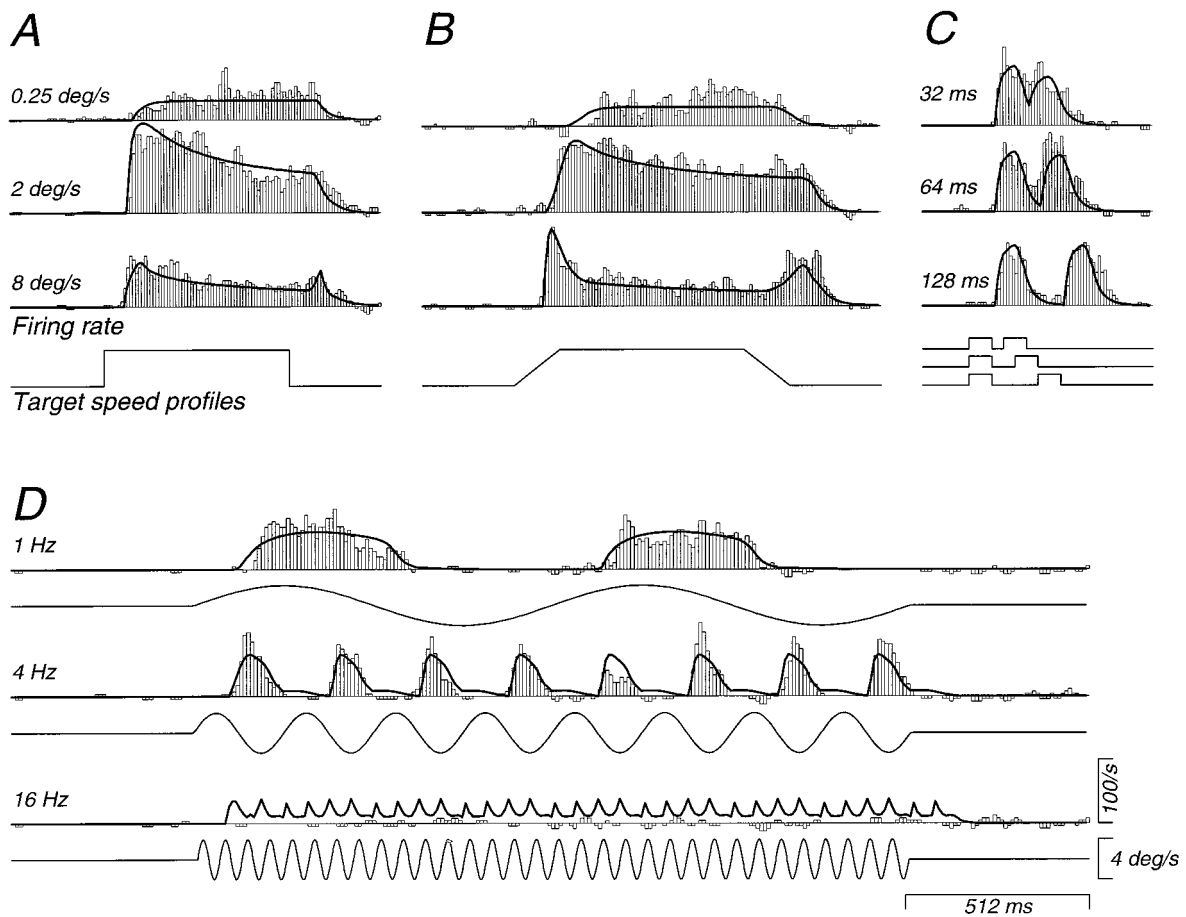 A
B
C
0.25 deg/s
2 deg/s
8 deg/s
Firing rate
Target speed profiles
32 ms
64 ms
128 ms
D
1 Hz
4 Hz
16 Hz
100/s
4 deg/s
512 ms